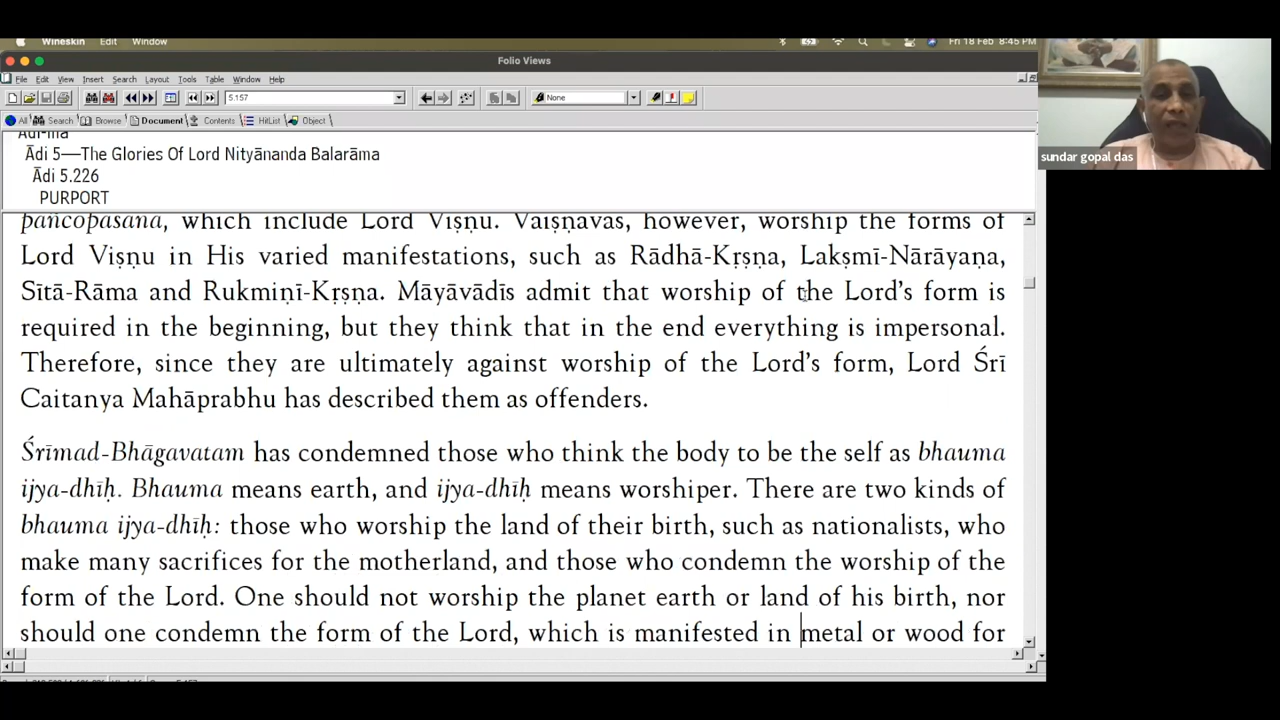 Wineskin Edit Window Fri 18 Feb 8:45 PM
Folio Views
File Edit View Insert Search Layout Tools Table Window Help
5.157 None
All Search Browse Document Contents HitList Object
Ādi-līlā
Ādi 5—The Glories Of Lord Nityānanda Balarāma
Ādi 5.226
PURPORT
sundar gopal das
pañcopāsanā, which include Lord Viṣṇu. Vaiṣṇavas, however, worship the forms of
Lord Viṣṇu in His varied manifestations, such as Rādhā-Kṛṣṇa, Lakṣmī-Nārāyaṇa,
Sītā-Rāma and Rukmiṇī-Kṛṣṇa. Māyāvādīs admit that worship of the Lord's form is
required in the beginning, but they think that in the end everything is impersonal.
Therefore, since they are ultimately against worship of the Lord's form, Lord Śrī
Caitanya Mahāprabhu has described them as offenders.
Śrīmad-Bhāgavatam has condemned those who think the body to be the self as bhauma
ijya-dhīḥ. Bhauma means earth, and ijya-dhīḥ means worshiper. There are two kinds of
bhauma ijya-dhīḥ: those who worship the land of their birth, such as nationalists, who
make many sacrifices for the motherland, and those who condemn the worship of the
form of the Lord. One should not worship the planet earth or land of his birth, nor
should one condemn the form of the Lord, which is manifested in metal or wood for